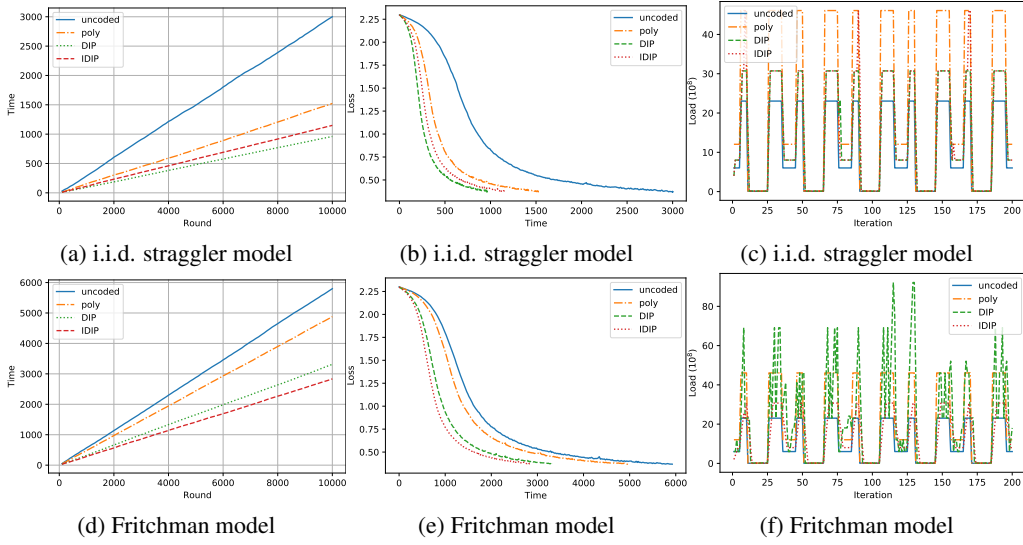 uncoded
poly
DIP
IDIP
3000
2500
2000
1500
1000
500
0
Time
0 2000 4000 6000 8000 10000
Round
(a) i.i.d. straggler model
uncoded
poly
DIP
IDIP
2.25
2.00
1.75
1.50
1.25
1.00
0.75
0.50
Loss
0 500 1000 1500 2000 2500 3000
Time
(b) i.i.d. straggler model
uncoded
poly
DIP
IDIP
40
30
20
10
0
Load (10⁸)
0 25 50 75 100 125 150 175 200
Iteration
(c) i.i.d. straggler model
uncoded
poly
DIP
IDIP
6000
5000
4000
3000
2000
1000
0
Time
0 2000 4000 6000 8000 10000
Round
(d) Fritchman model
uncoded
poly
DIP
IDIP
2.25
2.00
1.75
1.50
1.25
1.00
0.75
0.50
Loss
0 1000 2000 3000 4000 5000 6000
Time
(e) Fritchman model
uncoded
poly
DIP
IDIP
80
60
40
20
0
Load (10⁸)
0 25 50 75 100 125 150 175 200
Iteration
(f) Fritchman model